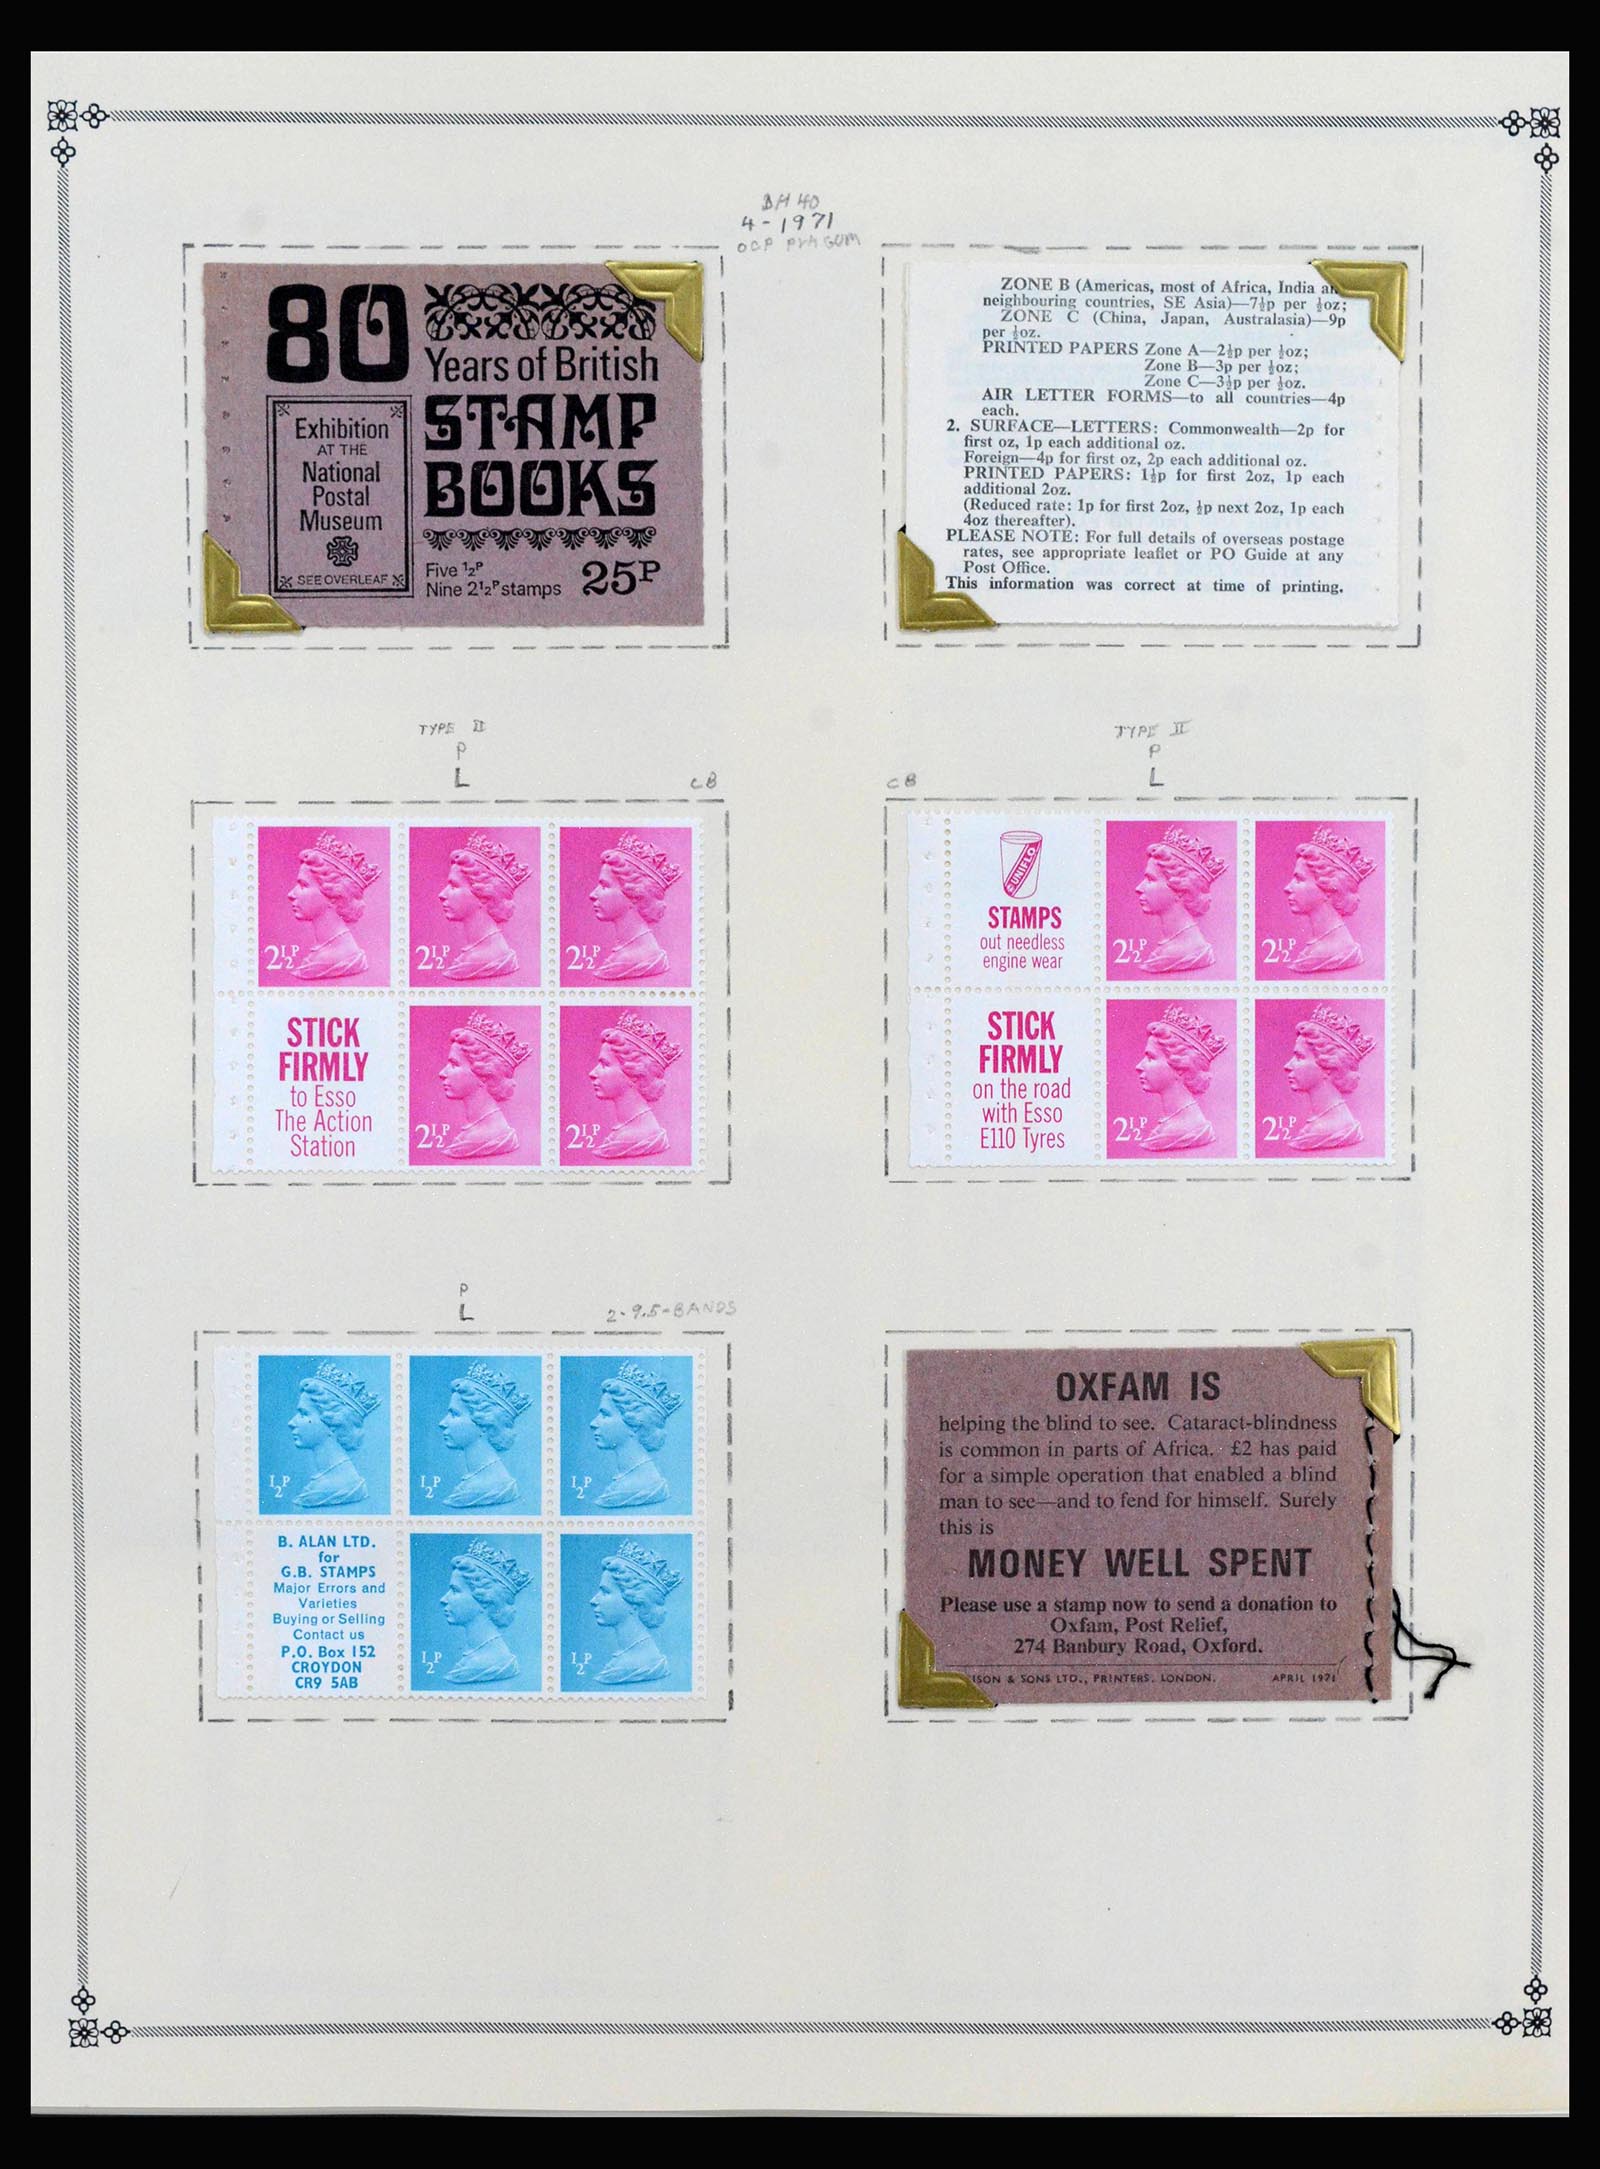 DH 40
4-1971
OCP PVA GUM
80
Years of British
STAMP
BOOKS
Exhibition
AT THE
National
Postal
Museum
SEE OVERLEAF
Five ½P
Nine 2½P stamps
25P
ZONE B (Americas, most of Africa, India an
neighbouring countries, SE Asia)—7½p per ½oz;
ZONE C (China, Japan, Australasia)—9p
per ½oz.
PRINTED PAPERS Zone A—2½p per ½oz;
Zone B—3p per ½oz;
Zone C—3½p per ½oz.
AIR LETTER FORMS—to all countries—4p
each.
2. SURFACE—LETTERS: Commonwealth—2p for
first oz, 1p each additional oz.
Foreign—4p for first oz, 2p each additional oz.
PRINTED PAPERS: 1½p for first 2oz, 1p each
additional 2oz.
(Reduced rate: 1p for first 2oz, ½p next 2oz, 1p each
4oz thereafter).
PLEASE NOTE: For full details of overseas postage
rates, see appropriate leaflet or PO Guide at any
Post Office.
This information was correct at time of printing.
TYPE II
P
L
CB
2½P
2½P
2½P
STICK
FIRMLY
to Esso
The Action
Station
2½P
2½P
TYPE II
P
L
CB
UNIFLO
STAMPS
out needless
engine wear
2½P
2½P
STICK
FIRMLY
on the road
with Esso
E110 Tyres
2½P
2½P
P
L
2-9.5-BANDS
½P
½P
½P
B. ALAN LTD.
for
G.B. STAMPS
Major Errors and
Varieties
Buying or Selling
Contact us
P.O. Box 152
CROYDON
CR9 5AB
½P
½P
OXFAM IS
helping the blind to see. Cataract-blindness
is common in parts of Africa. £2 has paid
for a simple operation that enabled a blind
man to see—and to fend for himself. Surely
this is
MONEY WELL SPENT
Please use a stamp now to send a donation to
Oxfam, Post Relief,
274 Banbury Road, Oxford.
ISON & SONS LTD., PRINTERS, LONDON. APRIL 1971